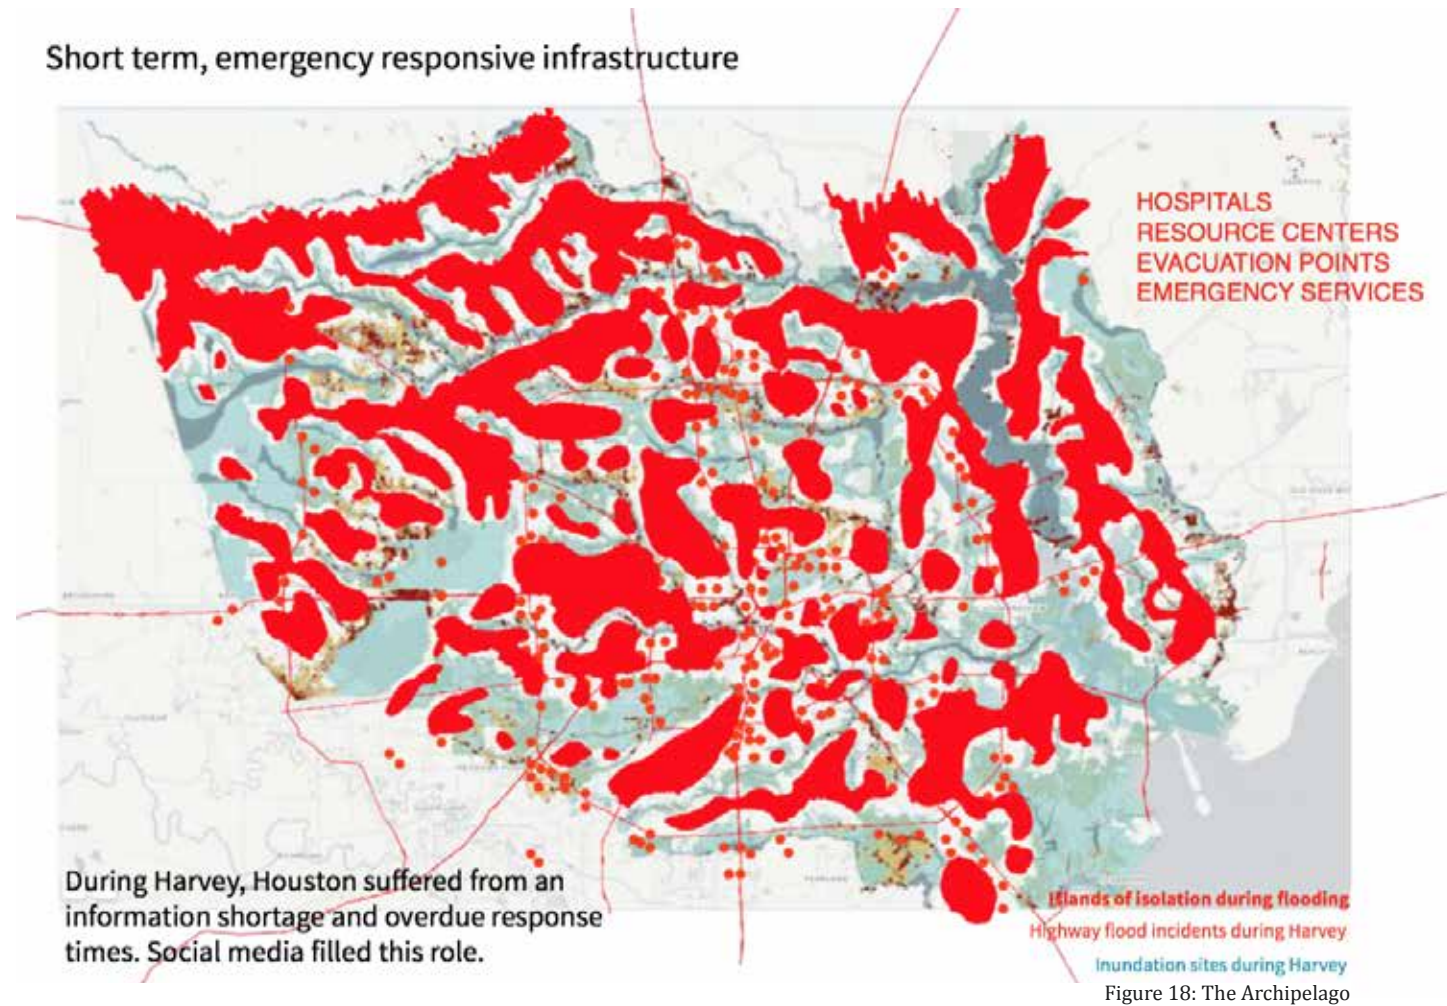 Short term, emergency responsive infrastructure
HOSPITALS
RESOURCE CENTERS
EVACUATION POINTS
EMERGENCY SERVICES
During Harvey, Houston suffered from an
information shortage and overdue response
times. Social media filled this role.
Islands of isolation during flooding
Highway flood incidents during Harvey
Inundation sites during Harvey
Figure 18: The Archipelago